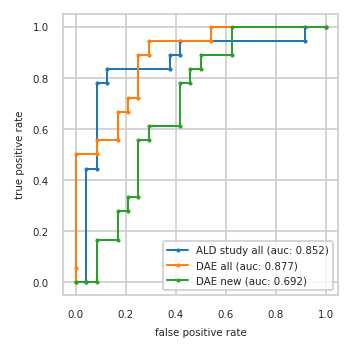 1.0
0.8
0.6
0.4
0.2
0.0
true positive rate
ALD study all (auc: 0.852)
DAE all (auc: 0.877)
DAE new (auc: 0.692)
0.0 0.2 0.4 0.6 0.8 1.0
false positive rate